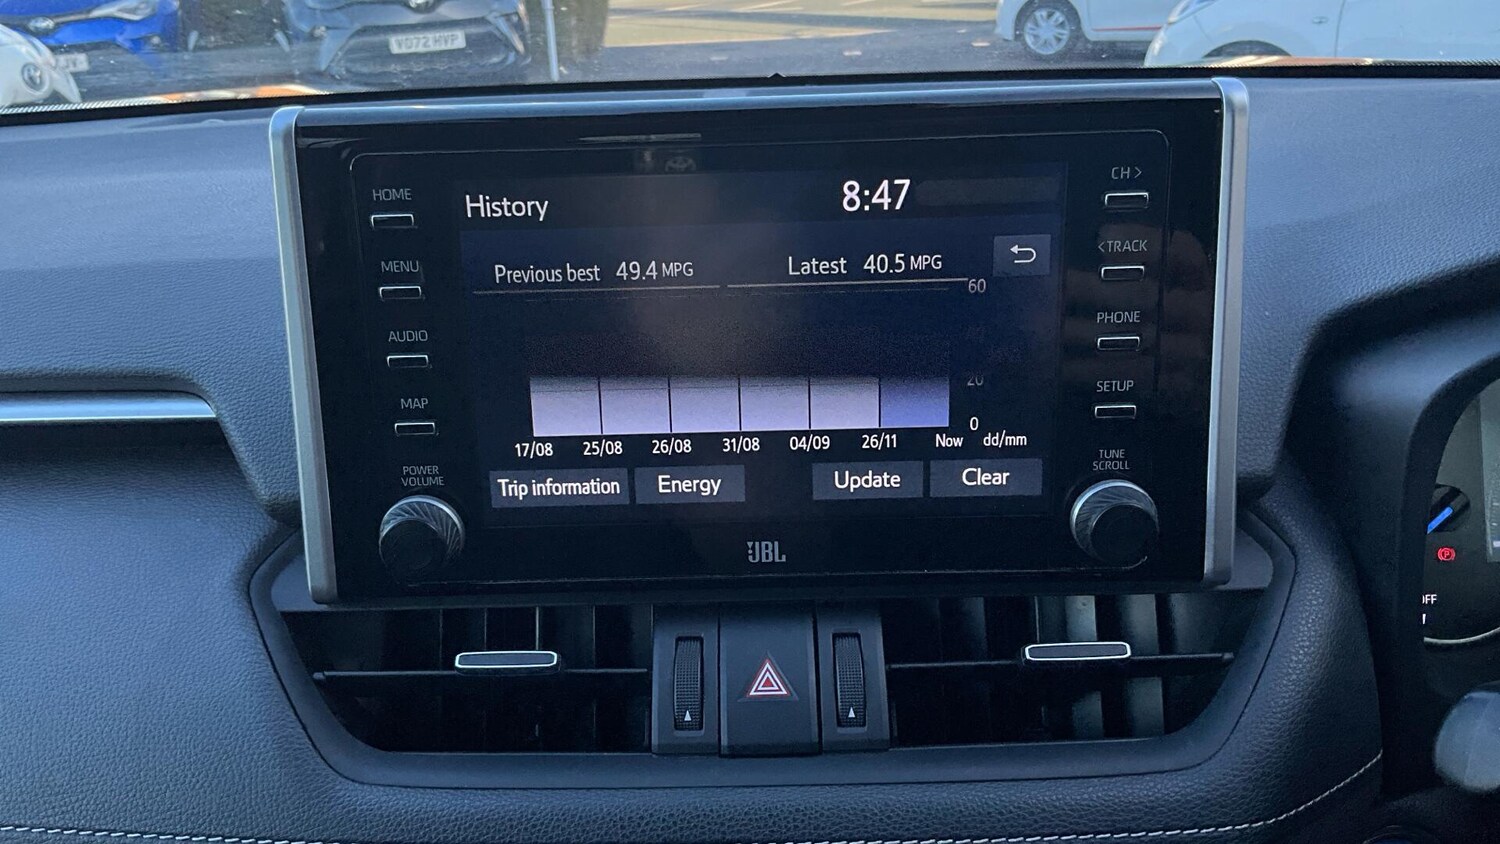 VO72 HVP
HOME
MENU
AUDIO
MAP
POWER
VOLUME
History
8:47
Previous best 49.4 MPG
Latest 40.5 MPG
60
20
0
17/08 25/08 26/08 31/08 04/09 26/11 Now dd/mm
Trip information
Energy
Update
Clear
CH >
< TRACK
PHONE
SETUP
TUNE
SCROLL
JBL